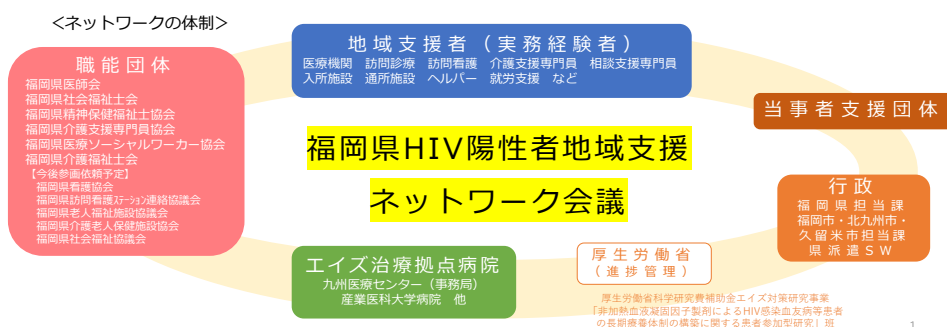 <ネットワークの体制>
職能団体
福岡県医師会
福岡県社会福祉士会
福岡県精神保健福祉士協会
福岡県介護支援専門員協会
福岡県医療ソーシャルワーカー協会
福岡県介護福祉士会
【今後参画依頼予定】
福岡県看護協会
福岡県訪問看護ステーション連絡協議会
福岡県老人福祉施設協議会
福岡県介護老人保健施設協会
福岡県社会福祉協議会
地域支援者（実務経験者）
医療機関 訪問診療 訪問看護 介護支援専門員 相談支援専門員
入所施設 通所施設 ヘルパー 就労支援 など
当事者支援団体
福岡県HIV陽性者地域支援
ネットワーク会議
行政
福岡県担当課
福岡市・北九州市・
久留米市担当課
県派遣SW
エイズ治療拠点病院
九州医療センター（事務局）
産業医科大学病院 他
厚生労働省
（進捗管理）
厚生労働省科学研究費補助金エイズ対策研究事業
「非加熱血液凝固因子製剤によるHIV感染血友病等患者
の長期療養体制の構築に関する患者参加型研究」班
1